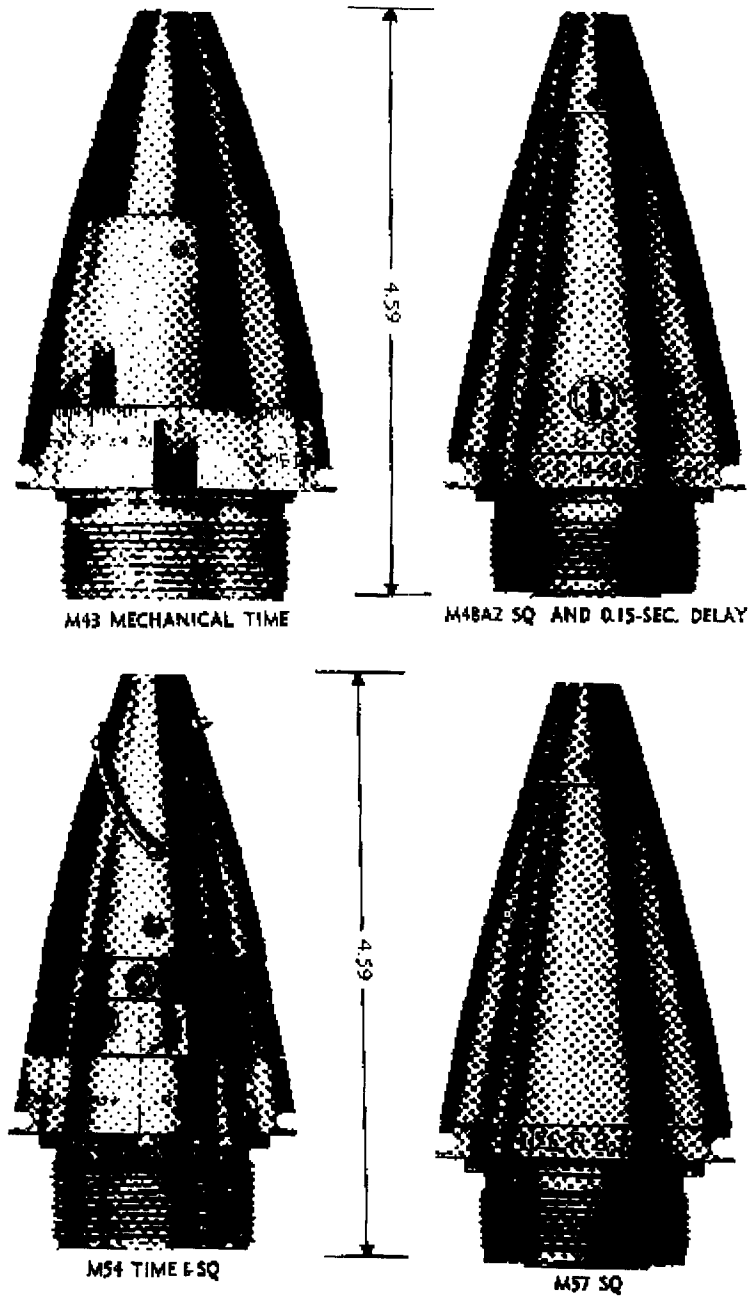 4.59
M43 MECHANICAL TIME
M48A2 SQ AND 0.15-SEC. DELAY
4.59
M54 TIME & SQ
M57 SQ